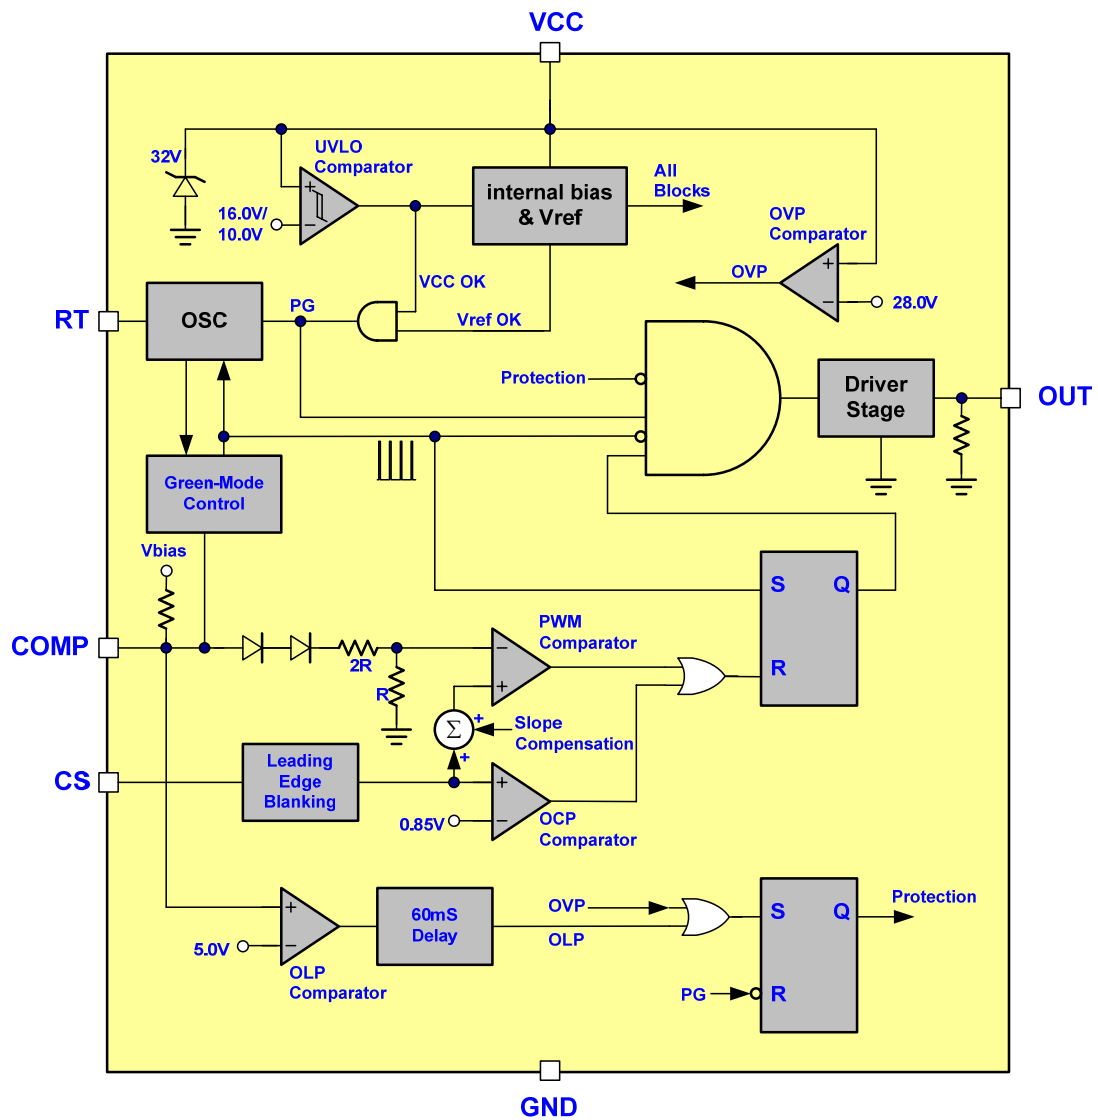 VCC
32V
UVLO
Comparator
+
−
16.0V/
10.0V
internal bias
& Vref
All
Blocks
OVP
Comparator
+
−
OVP
28.0V
VCC OK
PG
Vref OK
RT
OSC
Protection
Driver
Stage
OUT
Green-Mode
Control
Vbias
COMP
2R
R
PWM
Comparator
−
+
S
Q
R
Σ
+
+
Slope
Compensation
CS
Leading
Edge
Blanking
+
−
0.85V
OCP
Comparator
+
−
5.0V
OLP
Comparator
60mS
Delay
OVP
OLP
S
Q
R
Protection
PG
GND